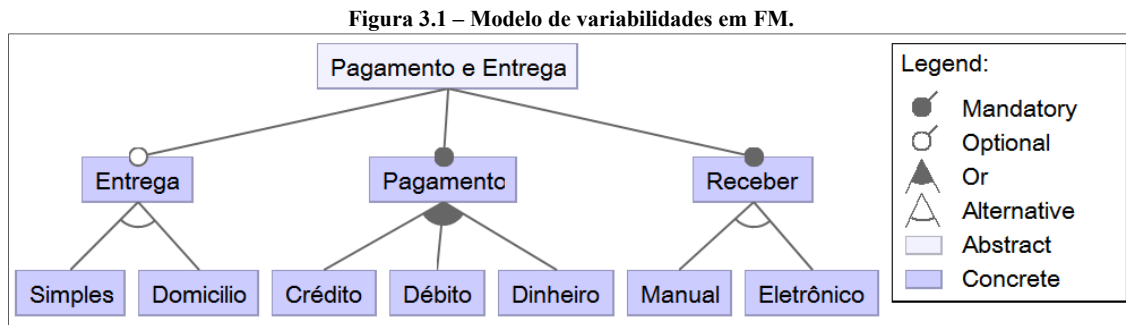 Figura 3.1 – Modelo de variabilidades em FM.
Pagamento e Entrega
Legend:
Mandatory
Optional
Or
Alternative
Abstract
Concrete
Entrega
Pagamento
Receber
Simples
Domicilio
Crédito
Débito
Dinheiro
Manual
Eletrônico